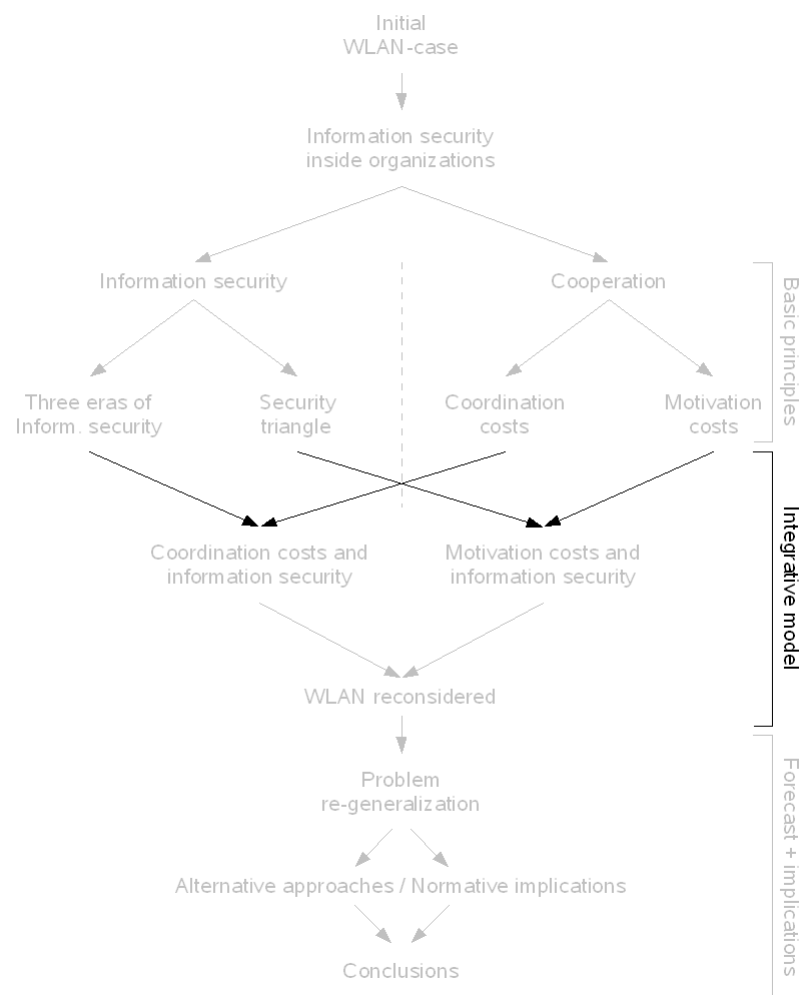 Initial
WLAN-case
Information security
inside organizations
Information security
Cooperation
Basic principles
Three eras of
Inform. security
Security
triangle
Coordination
costs
Motivation
costs
Integrative model
Coordination costs and
information security
Motivation costs and
information security
WLAN reconsidered
Forecast + implications
Problem
re-generalization
Alternative approaches / Normative implications
Conclusions